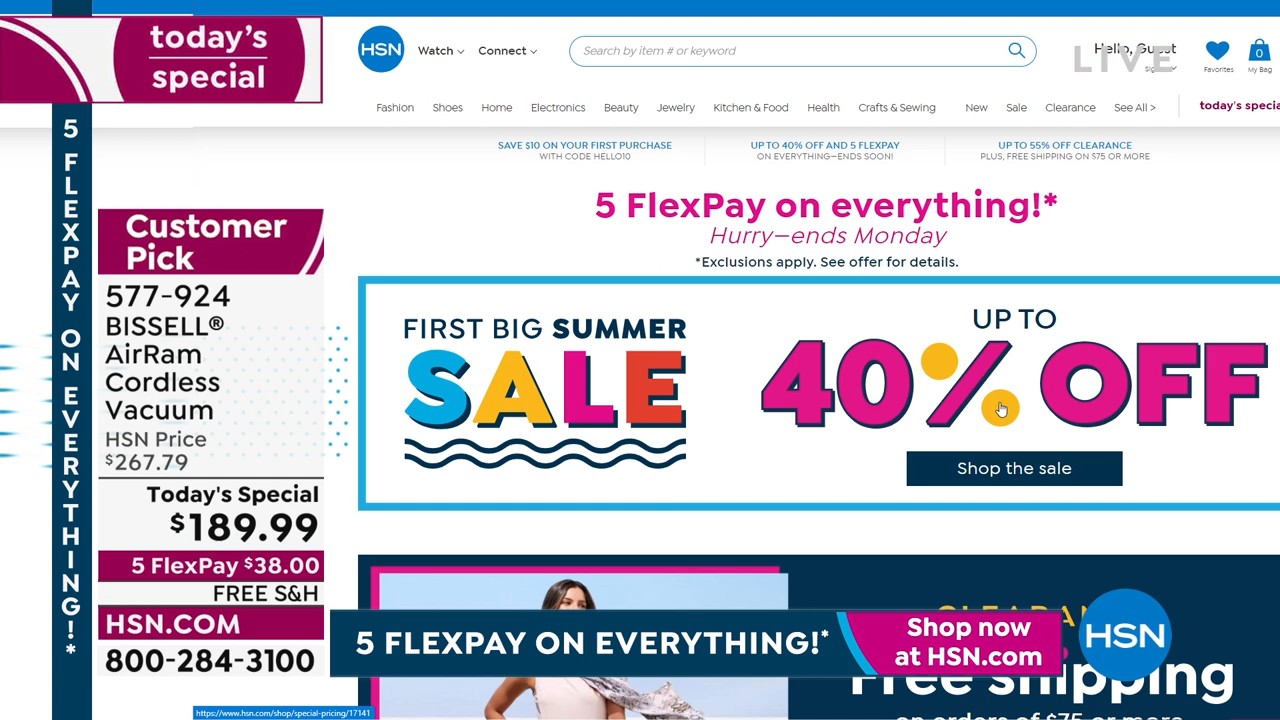 today's
special
5 FLEXPAY ON EVERYTHING!*
Customer
Pick
577-924
BISSELL®
AirRam
Cordless
Vacuum
HSN Price
$267.79
Today's Special
$189.99
5 FlexPay $38.00
FREE S&H
HSN.COM
800-284-3100
HSN
Watch
Connect
Search by item # or keyword
Hello, Guest
LIVE
Favorites
0
My Bag
Fashion
Shoes
Home
Electronics
Beauty
Jewelry
Kitchen & Food
Health
Crafts & Sewing
New
Sale
Clearance
See All >
today's specia
SAVE $10 ON YOUR FIRST PURCHASE
WITH CODE HELLO10
UP TO 40% OFF AND 5 FLEXPAY
ON EVERYTHING—ENDS SOON!
UP TO 55% OFF CLEARANCE
PLUS, FREE SHIPPING ON $75 OR MORE
5 FlexPay on everything!*
Hurry—ends Monday
*Exclusions apply. See offer for details.
FIRST BIG SUMMER
SALE
UP TO
40% OFF
Shop the sale
5 FLEXPAY ON EVERYTHING!*
Shop now
at HSN.com
HSN
Free shipping
on orders of $75 or more
https://www.hsn.com/shop/special-pricing/17141